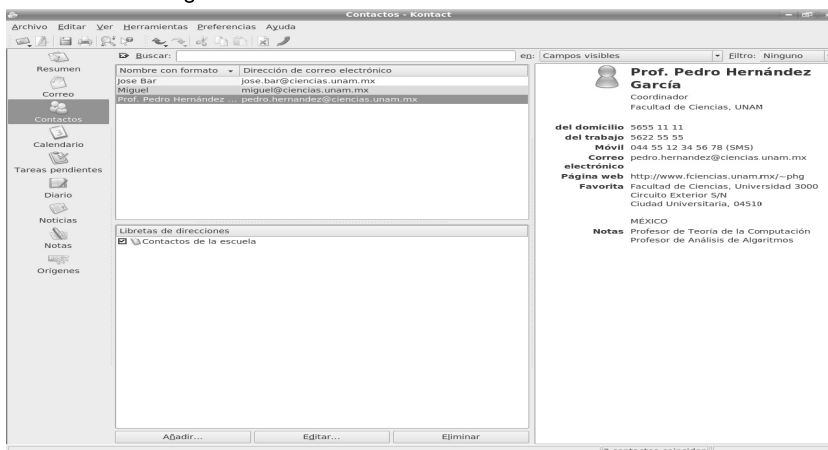 Contactos - Kontact
Archivo Editar Ver Herramientas Preferencias Ayuda
Buscar: en: Campos visibles Filtro: Ninguno
Resumen
Correo
Contactos
Calendario
Tareas pendientes
Diario
Noticias
Notas
Orígenes
Nombre con formato Dirección de correo electrónico
Jose Bar jose.bar@ciencias.unam.mx
Miguel miguel@ciencias.unam.mx
Prof. Pedro Hernández ... pedro.hernandez@ciencias.unam.mx
Libretas de direcciones
Contactos de la escuela
Añadir... Editar... Eliminar
Prof. Pedro Hernández
García
Coordinador
Facultad de Ciencias, UNAM
del domicilio 5655 11 11
del trabajo 5622 55 55
Móvil 044 55 12 34 56 78 (SMS)
Correo pedro.hernandez@ciencias.unam.mx
electrónico
Página web http://www.fciencias.unam.mx/~phg
Favorita Facultad de Ciencias, Universidad 3000
Circuito Exterior S/N
Ciudad Universitaria, 04510
MÉXICO
Notas Profesor de Teoría de la Computación
Profesor de Análisis de Algoritmos